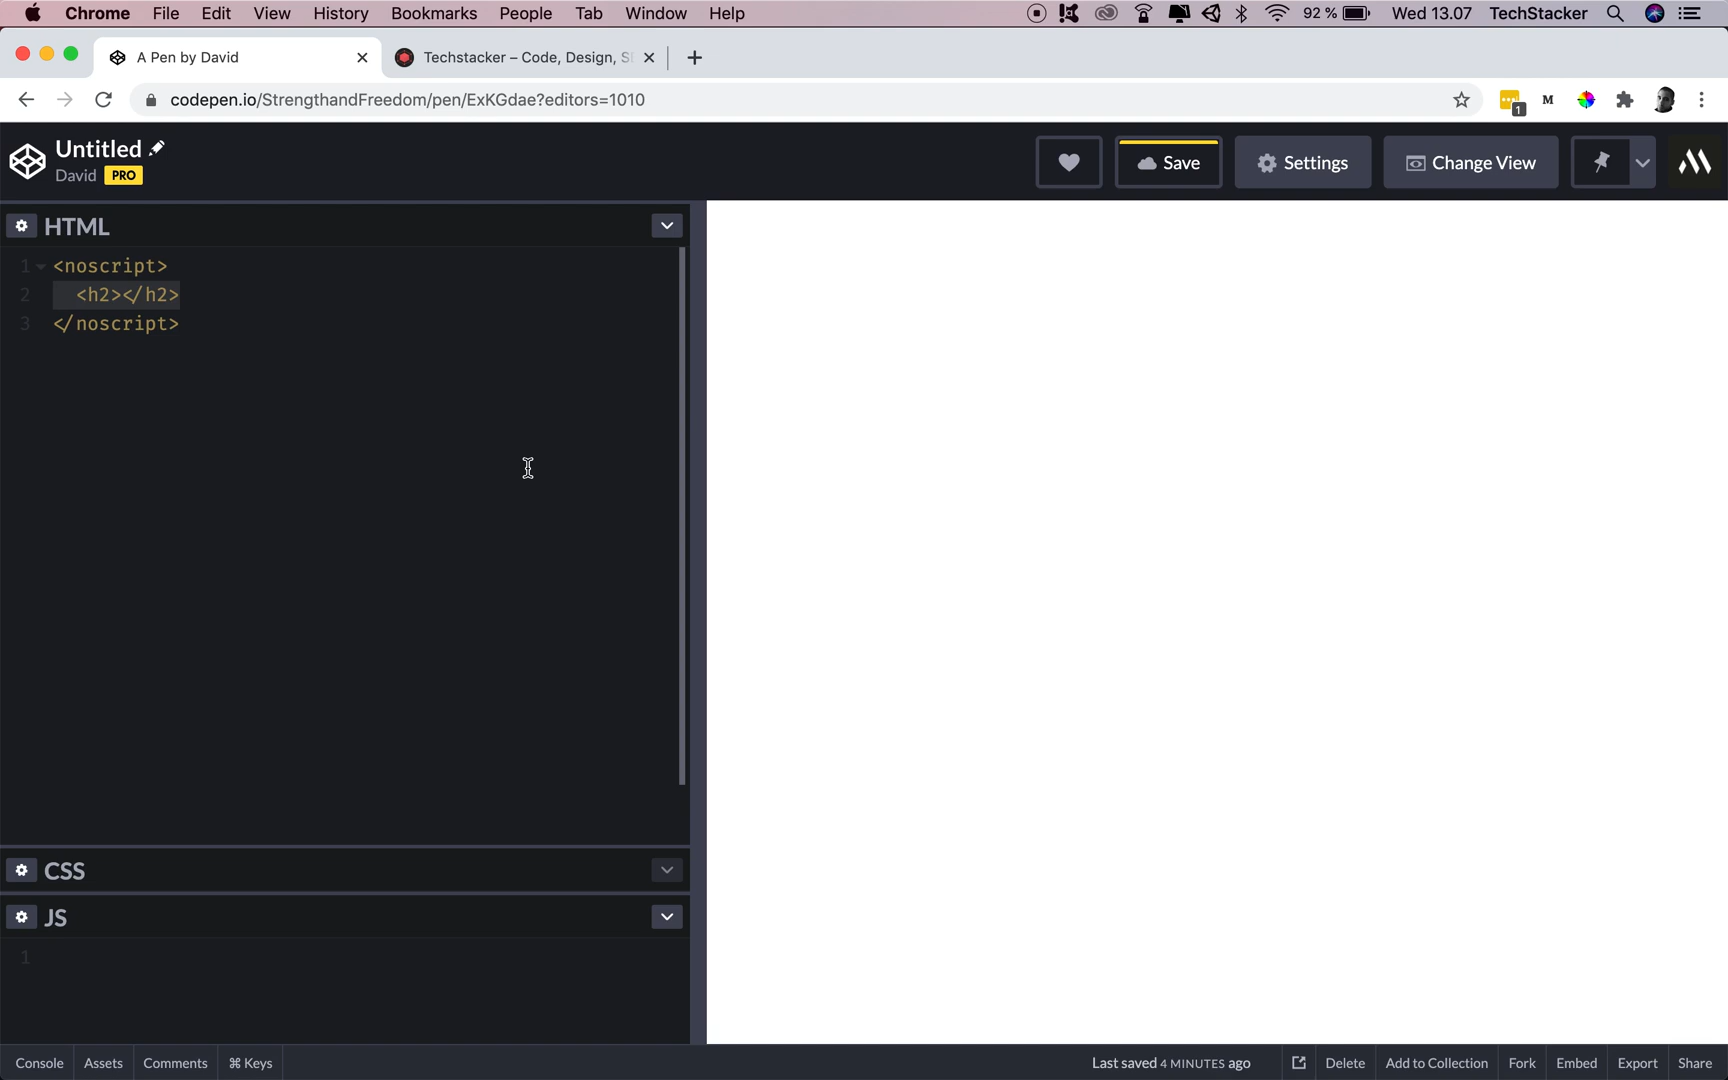 Chrome File Edit View History Bookmarks People Tab Window Help 92 % Wed 13.07 TechStacker
A Pen by David Techstacker – Code, Design, S
codepen.io/StrengthandFreedom/pen/ExKGdae?editors=1010 1 M
Untitled
David PRO
Save Settings Change View
HTML
1 <noscript>
2 <h2></h2>
3 </noscript>
CSS
JS
1
Console Assets Comments ⌘ Keys Last saved 4 MINUTES ago Delete Add to Collection Fork Embed Export Share